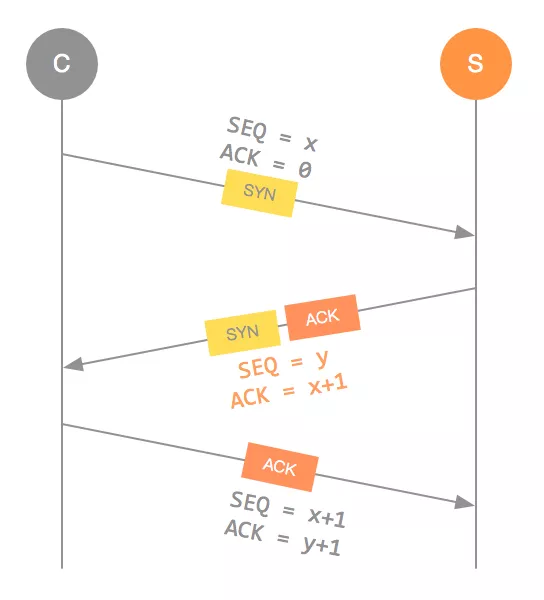 C
S
SEQ = x
ACK = 0
SYN
SYN ACK
SEQ = y
ACK = x+1
ACK
SEQ = x+1
ACK = y+1